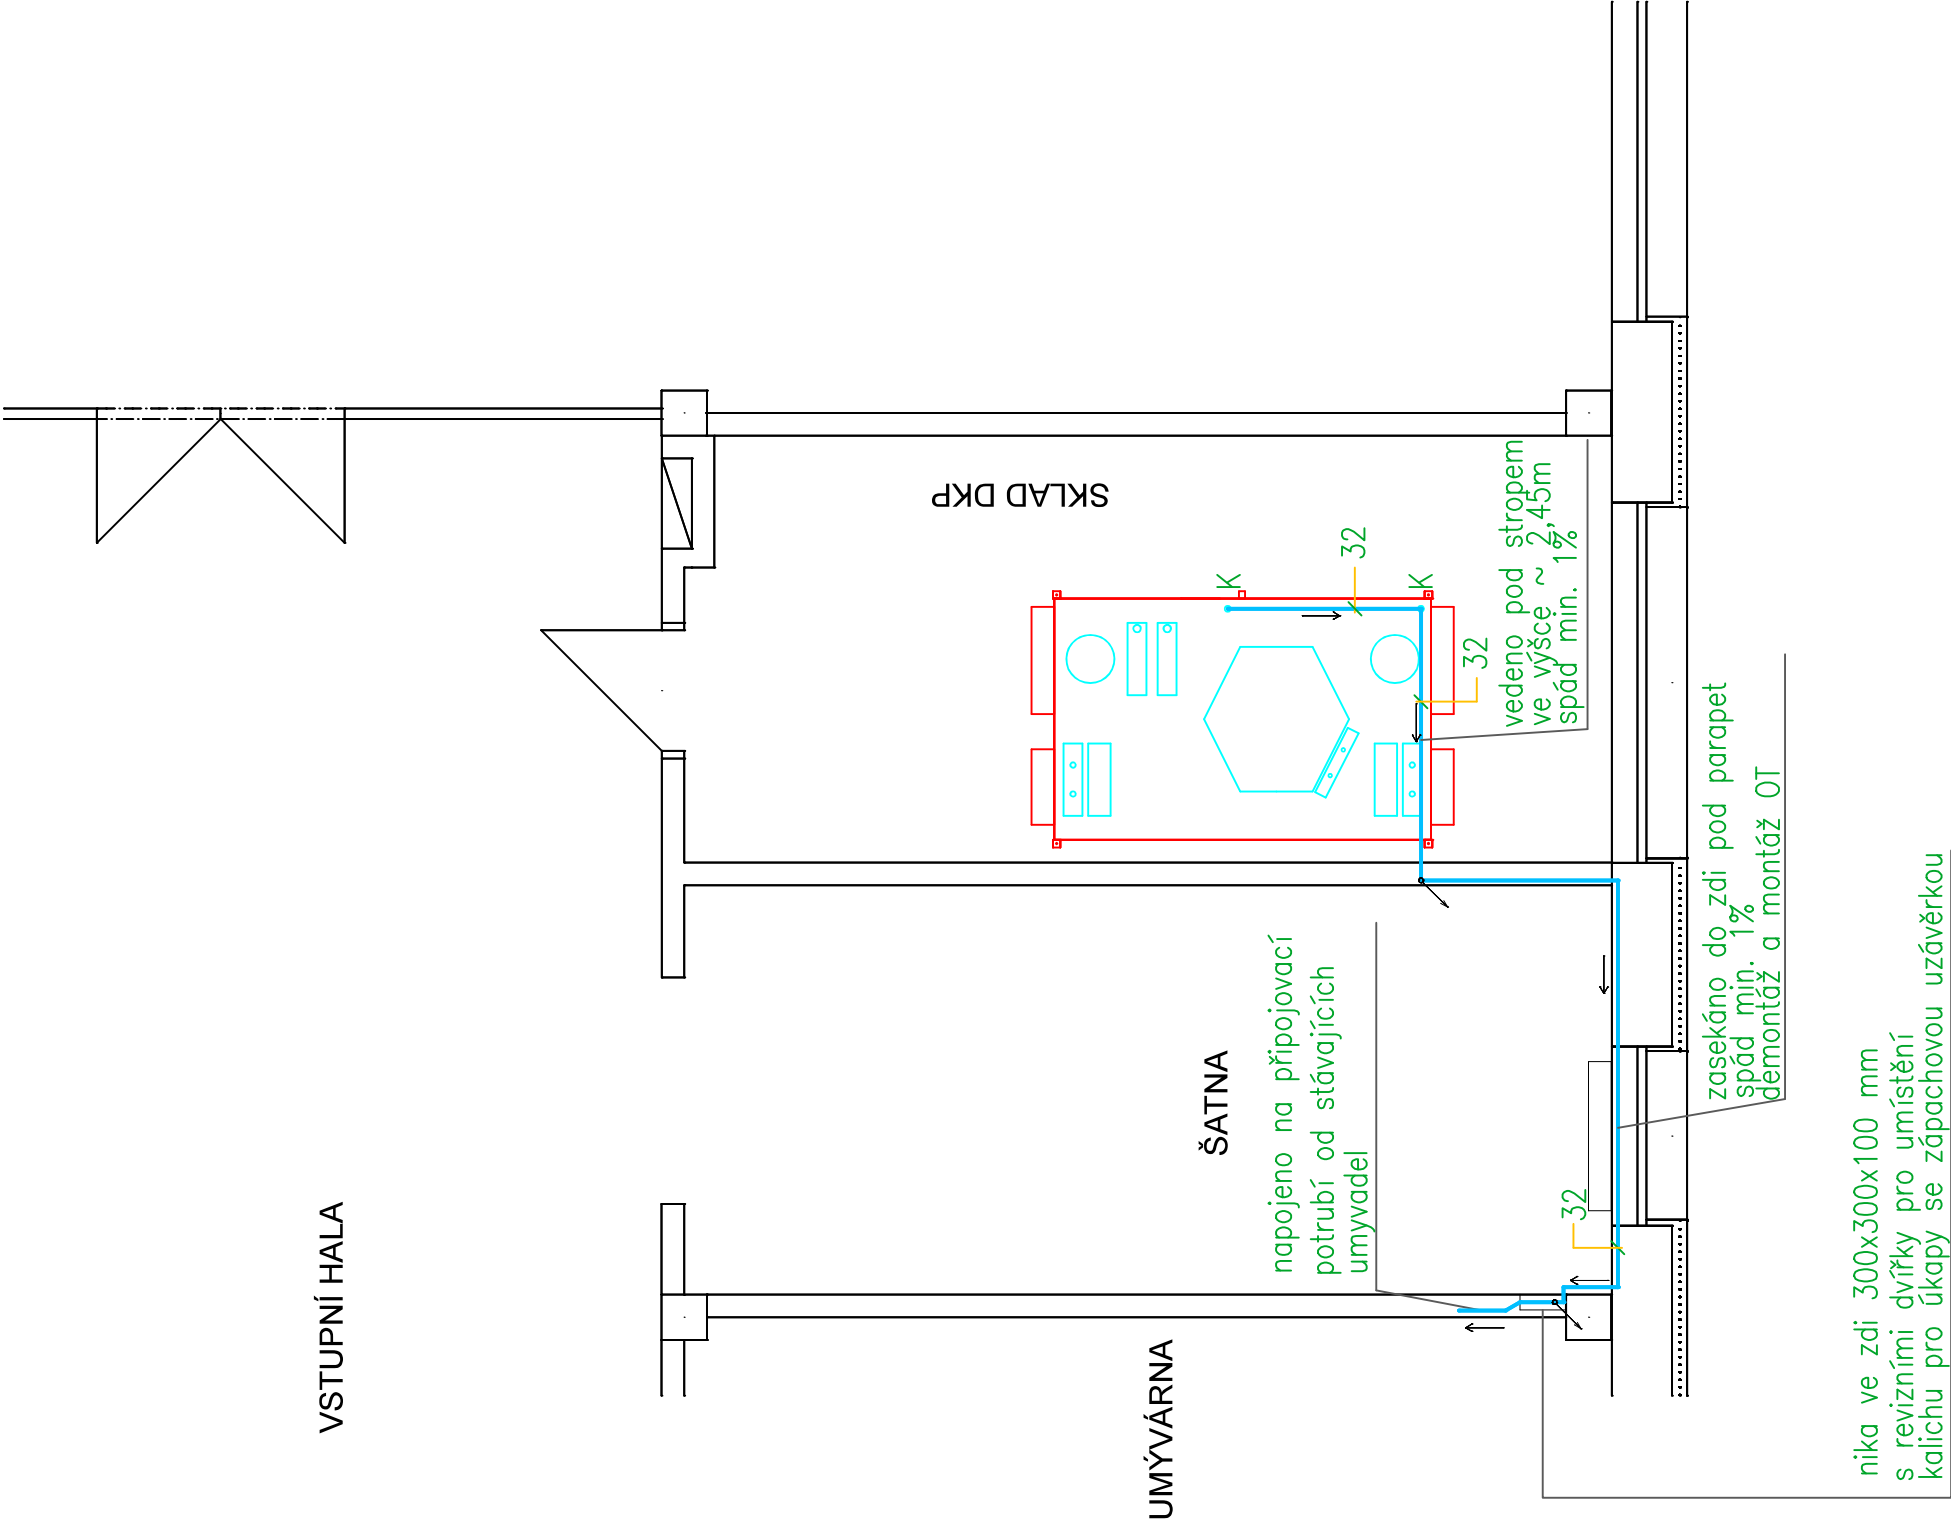 VSTUPNÍ HALA
SKLAD DKP
ŠATNA
UMÝVÁRNA
K
K
32
32
32
vedeno pod stropem
ve výšce ~ 2,45m
spád min. 1%
napojeno na připojovací
potrubí od stávajících
umyvadel
zasekáno do zdi pod parapet
spád min. 1%
demontáž a montáž OT
nika ve zdi 300x300x100 mm
s revizními dvířky pro umístění
kalichu pro úkapy se zápachovou uzávěrkou